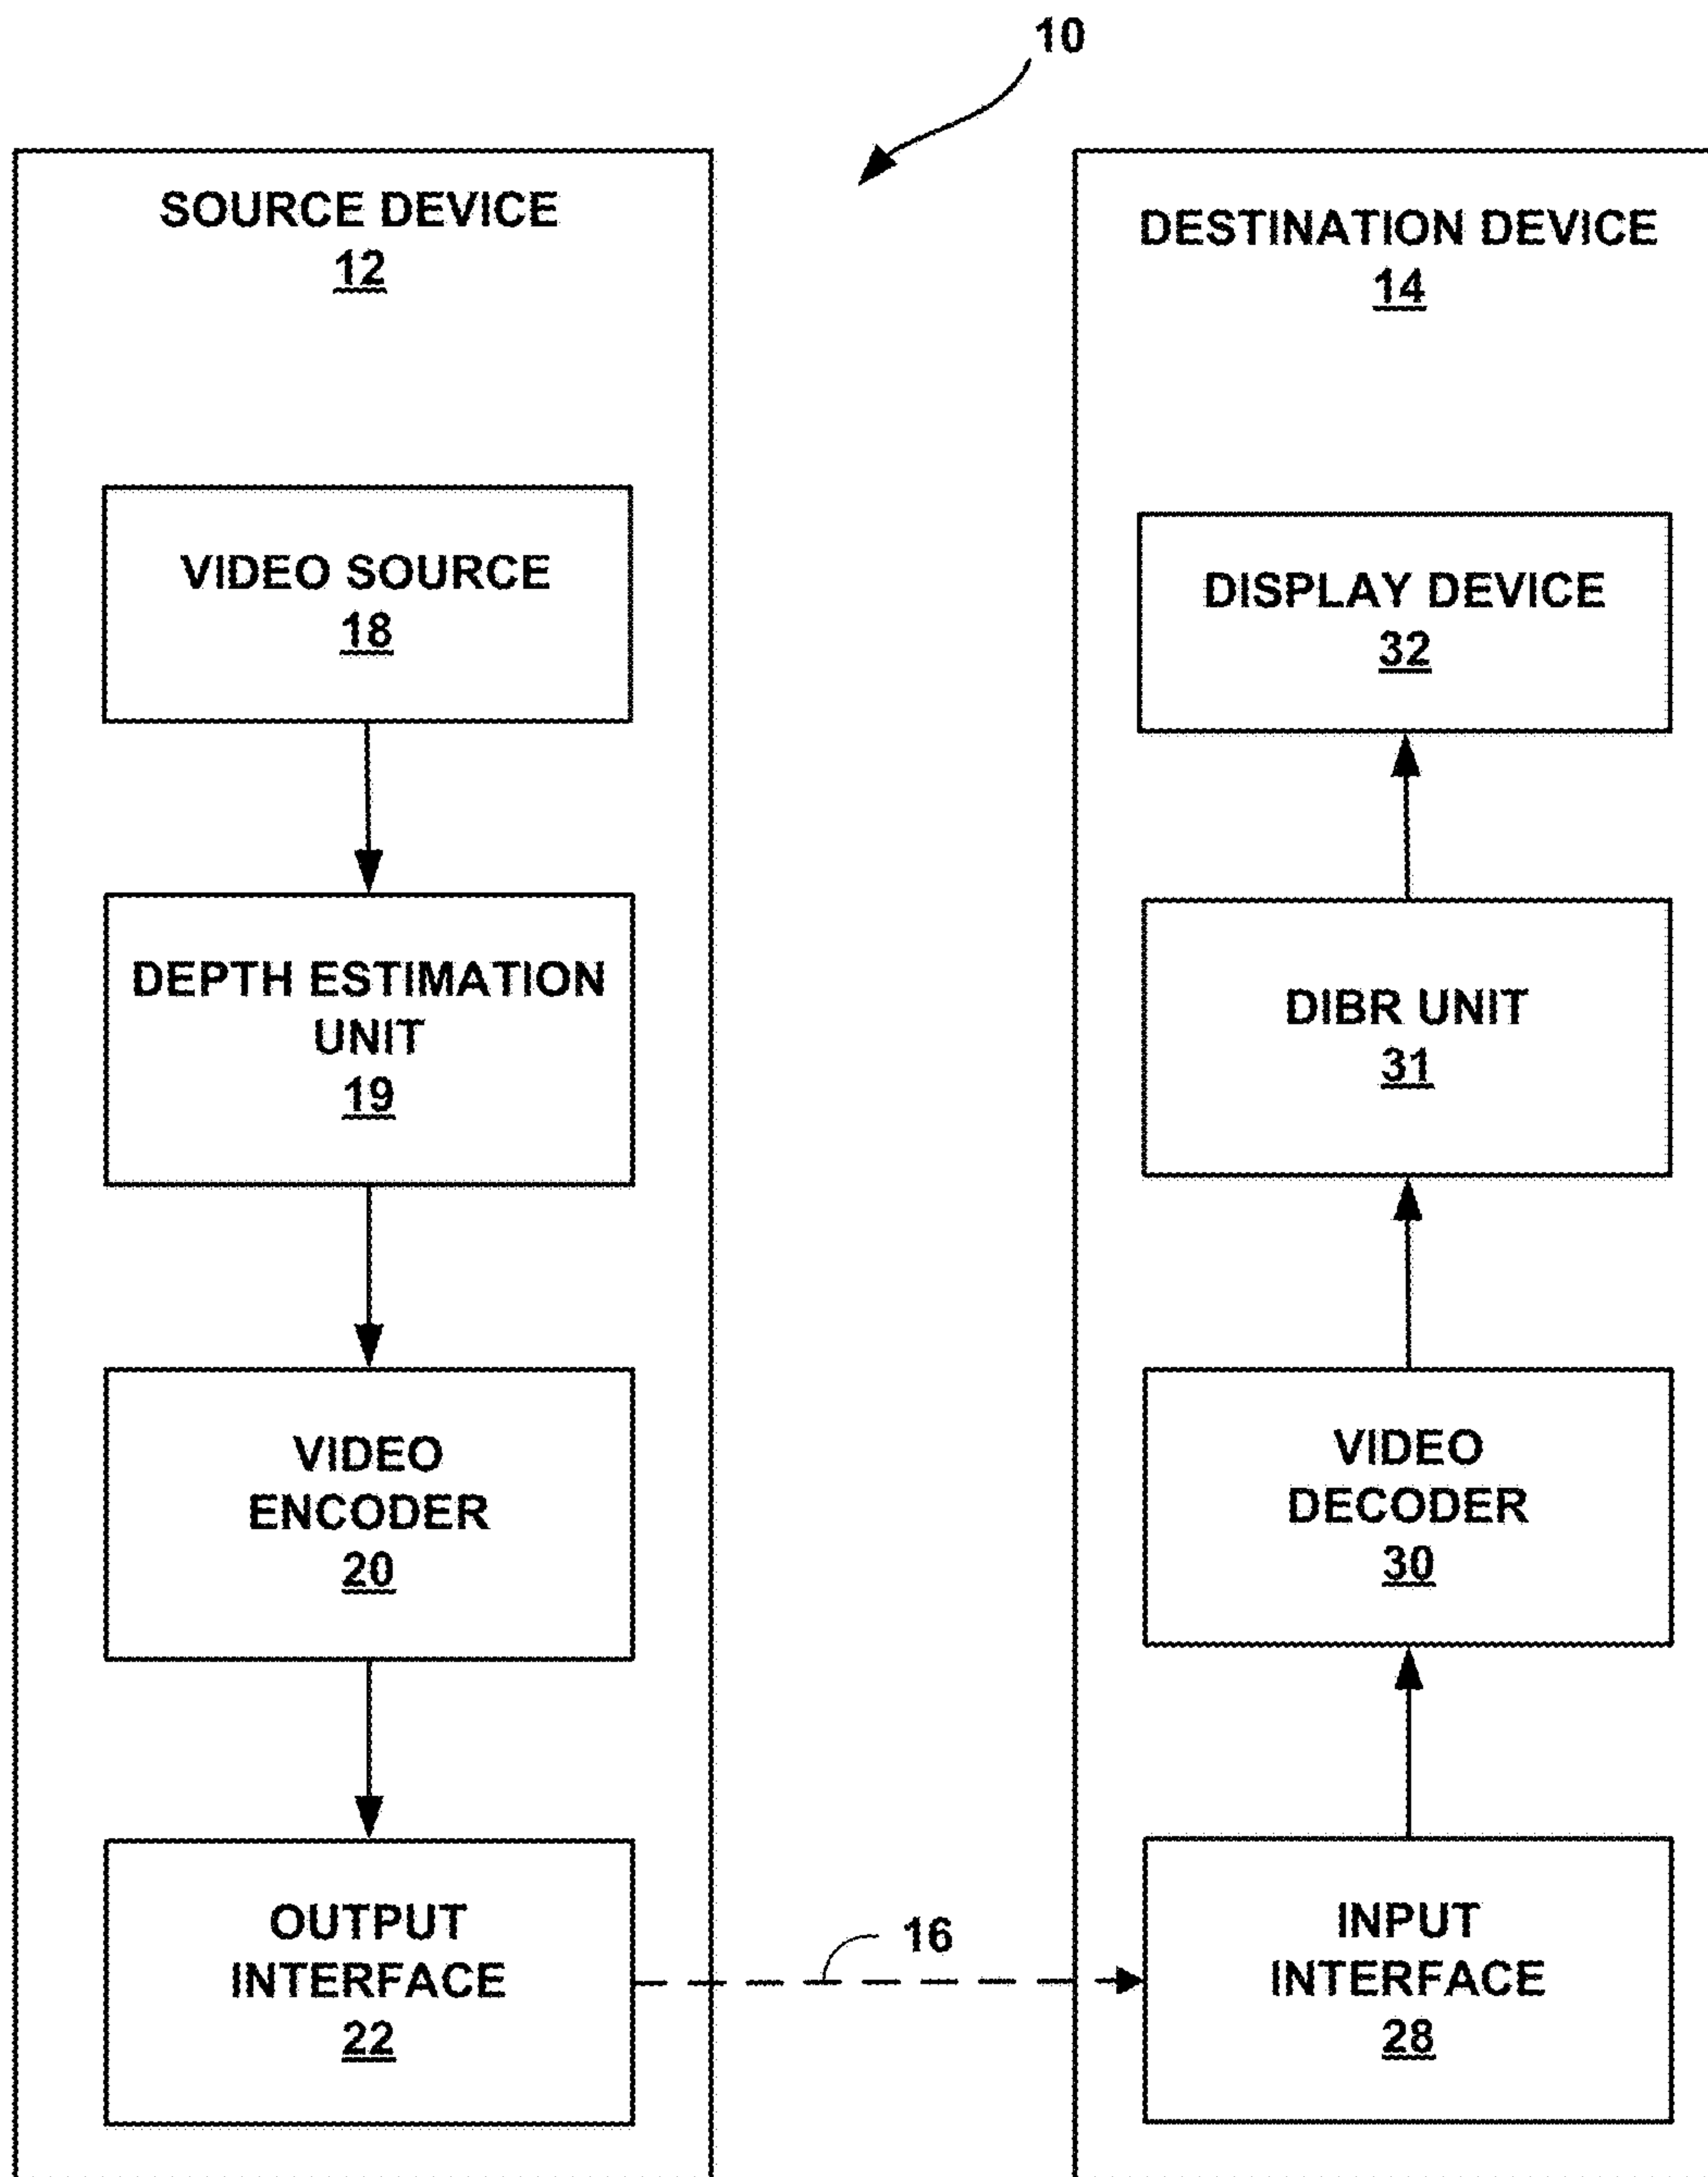 10
SOURCE DEVICE
12
VIDEO SOURCE
18
DEPTH ESTIMATION
UNIT
19
VIDEO
ENCODER
20
OUTPUT
INTERFACE
22
16
DESTINATION DEVICE
14
DISPLAY DEVICE
32
DIBR UNIT
31
VIDEO
DECODER
30
INPUT
INTERFACE
28